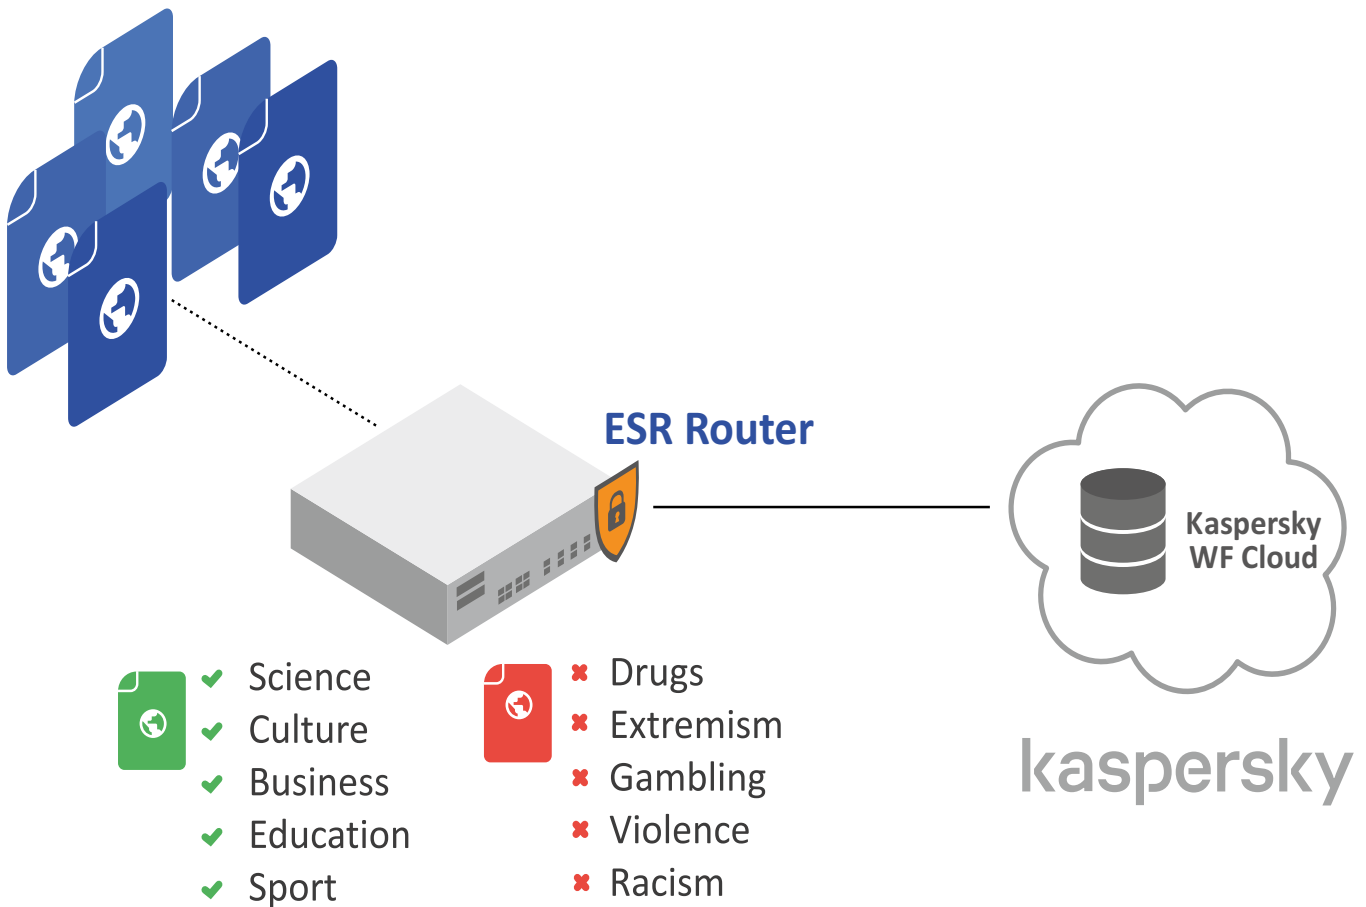 ESR Router
Kaspersky
WF Cloud
Science
Culture
Business
Education
Sport
Drugs
Extremism
Gambling
Violence
Racism
kaspersky